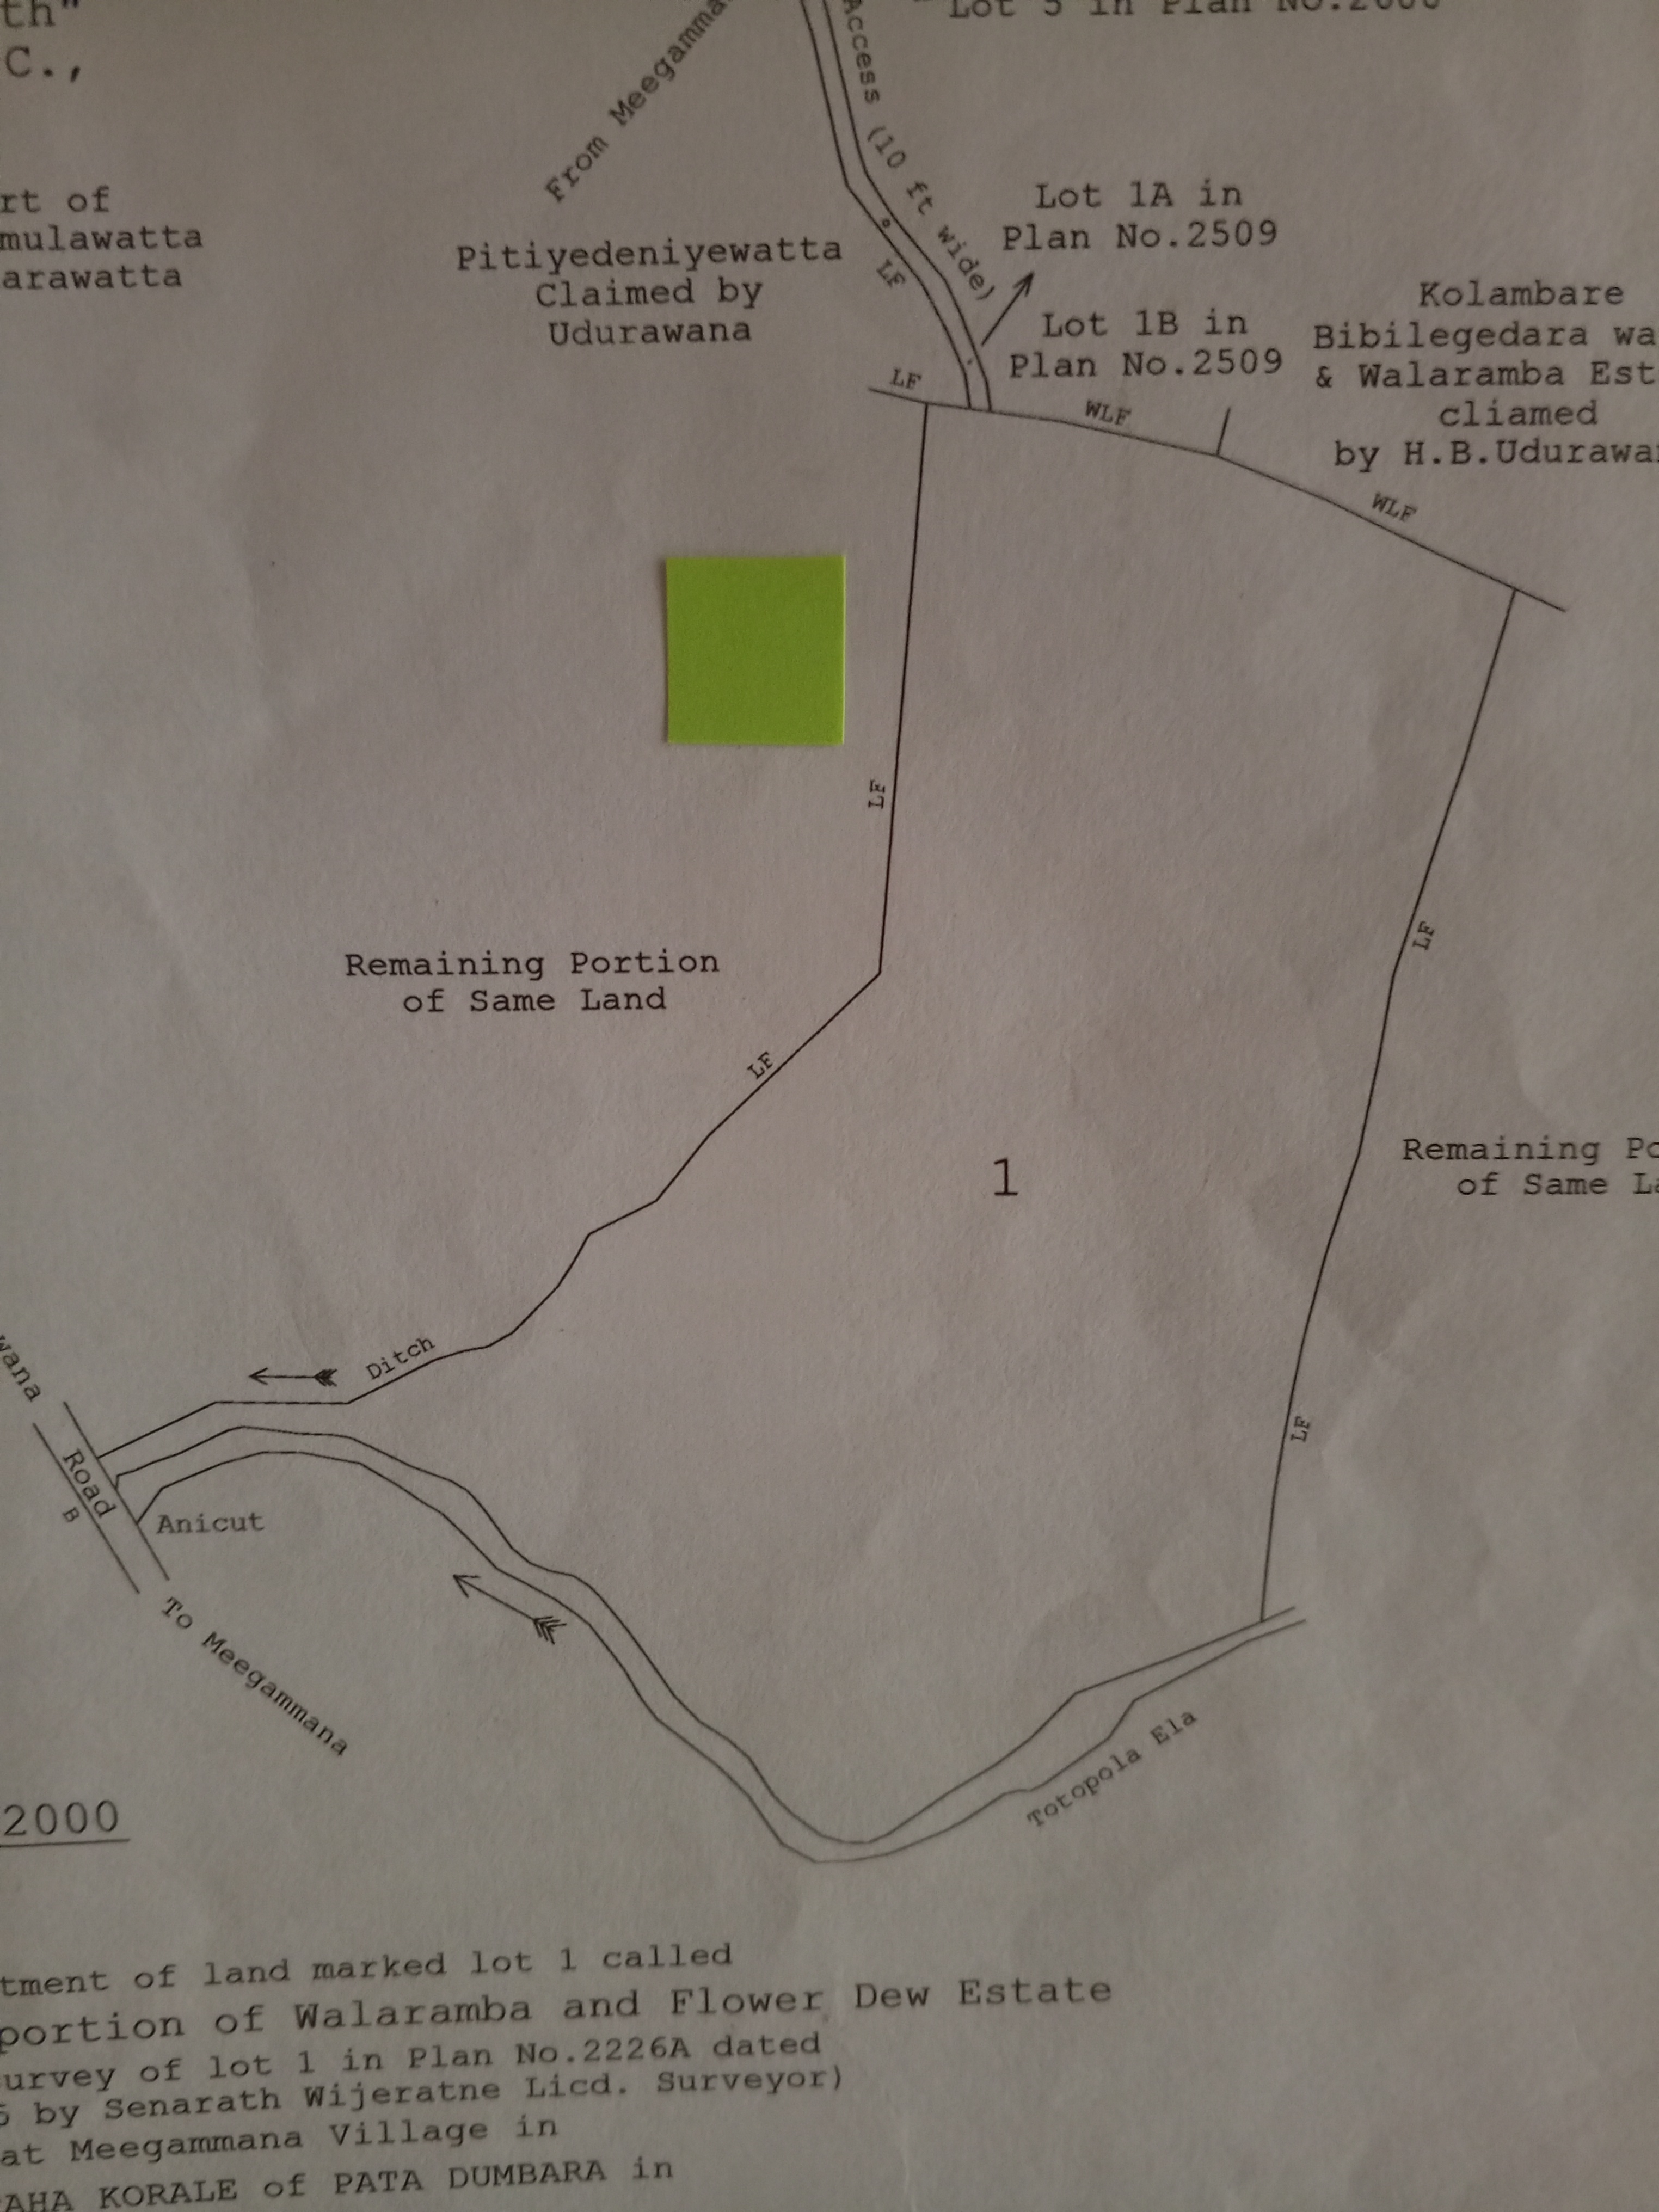 th"
C.,
Lot 5 in Plan No.2600
From Meegamma
Access (10 ft wide)
rt of
mulawatta
arawatta
Pitiyedeniyewatta
Claimed by
Udurawana
LF
Lot 1A in
Plan No.2509
Lot 1B in
Plan No.2509
Kolambare
Bibilegedara wa
& Walaramba Est
cliamed
by H.B.Udurawa
LF
WLF
WLF
LF
LF
Remaining Portion
of Same Land
LF
1
Remaining Po
of Same La
Ditch
LF
wana
Road
B
Anicut
To Meegammana
Totopola Ela
2000
tment of land marked lot 1 called
portion of Walaramba and Flower Dew Estate
urvey of lot 1 in Plan No.2226A dated
5 by Senarath Wijeratne Licd. Surveyor)
at Meegammana Village in
AHA KORALE of PATA DUMBARA in